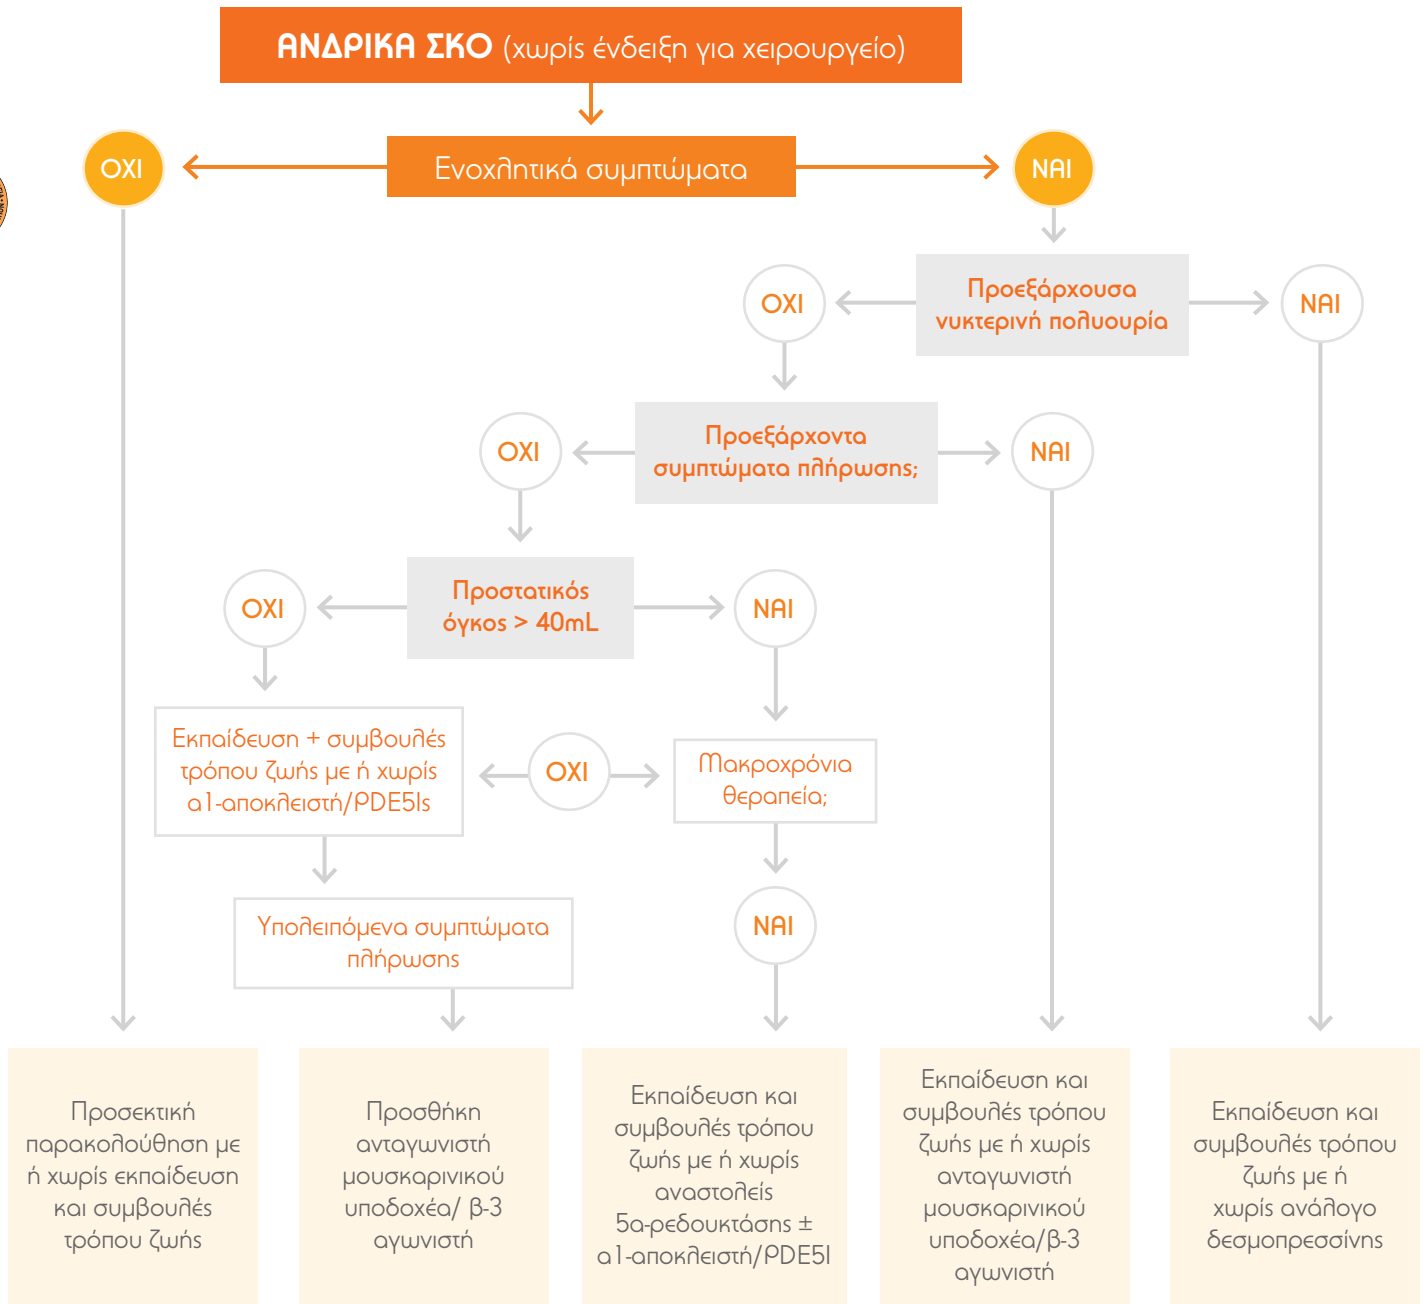 ΑΝΔΡΙΚΑ ΣΚΟ (χωρίς ένδειξη για χειρουργείο)
ΟΧΙ
Ενοχλητικά συμπτώματα
ΝΑΙ
ΟΧΙ
Προεξάρχουσα
νυκτερινή πολυουρία
ΝΑΙ
ΟΧΙ
Προεξάρχοντα
συμπτώματα πλήρωσης;
ΝΑΙ
ΟΧΙ
Προστατικός
όγκος > 40mL
ΝΑΙ
Εκπαίδευση + συμβουλές
τρόπου ζωής με ή χωρίς
α1-αποκλειστή/PDE5Is
ΟΧΙ
Μακροχρόνια
θεραπεία;
Υπολειπόμενα συμπτώματα
πλήρωσης
ΝΑΙ
Προσεκτική
παρακολούθηση με
ή χωρίς εκπαίδευση
και συμβουλές
τρόπου ζωής
Προσθήκη
ανταγωνιστή
μουσκαρινικού
υποδοχέα/ β-3
αγωνιστή
Εκπαίδευση και
συμβουλές τρόπου
ζωής με ή χωρίς
αναστολείς
5α-ρεδουκτάσης ±
α1-αποκλειστή/PDE5I
Εκπαίδευση και
συμβουλές τρόπου
ζωής με ή χωρίς
ανταγωνιστή
μουσκαρινικού
υποδοχέα/β-3
αγωνιστή
Εκπαίδευση και
συμβουλές τρόπου
ζωής με ή
χωρίς ανάλογο
δεσμοπρεσσίνης